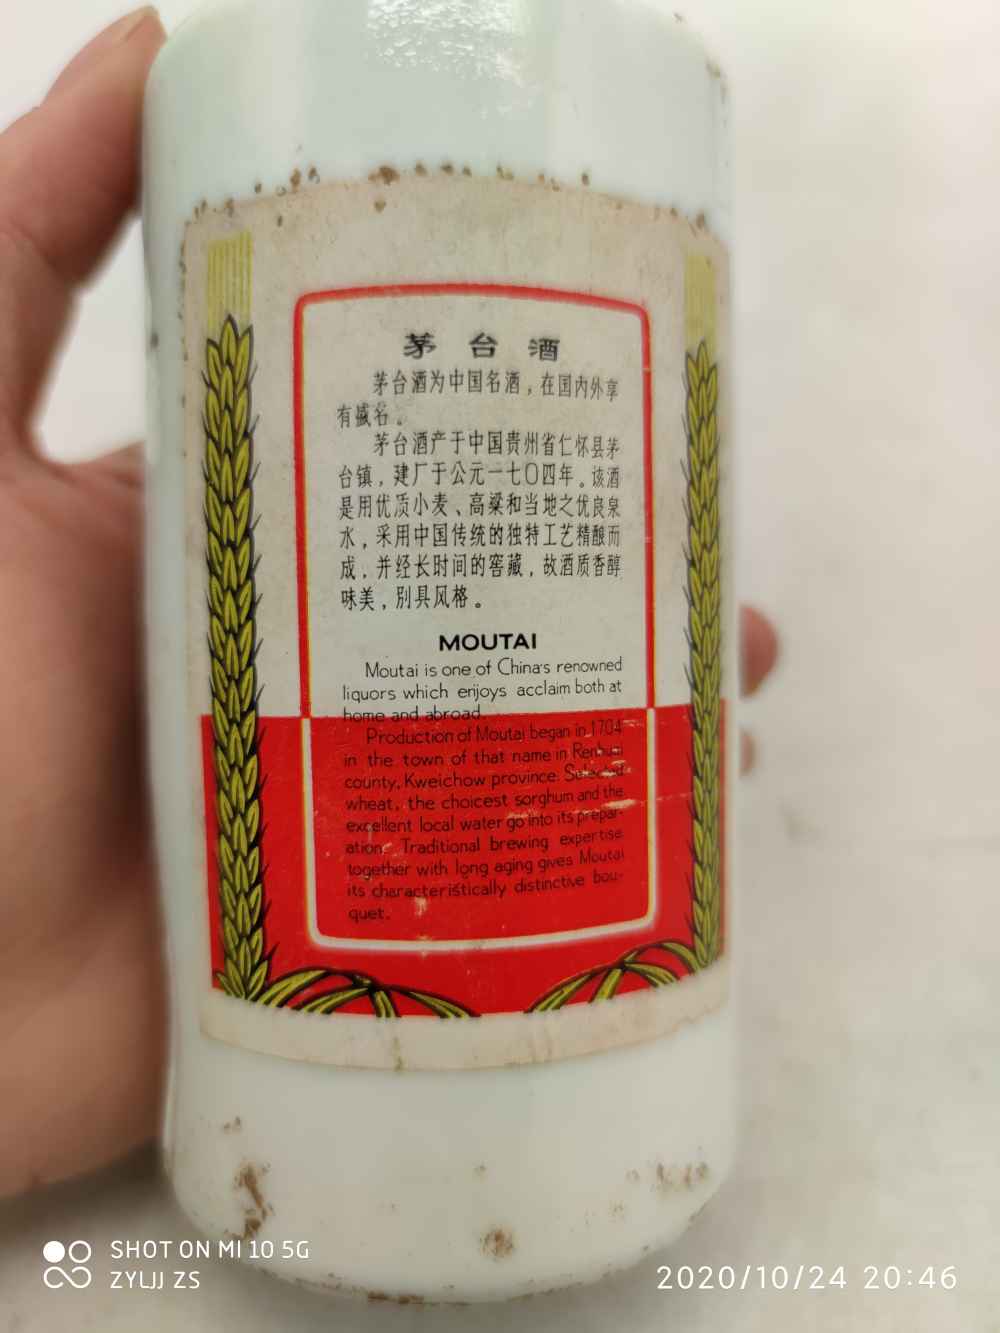 茅台酒
茅台酒为中国名酒，在国内外享
有盛名。
茅台酒产于中国贵州省仁怀县茅
台镇，建厂于公元一七〇四年。该酒
是用优质小麦、高粱和当地之优良泉
水，采用中国传统的独特工艺精酿而
成，并经长时间的窖藏，故酒质香醇
味美，别具风格。
MOUTAI
Moutai is one of China's renowned
liquors which enjoys acclaim both at
home and abroad.
Production of Moutai began in 1704
in the town of that name in Renhuai
county, Kweichow province. Selected
wheat, the choicest sorghum and the
excellent local water go into its prepar-
ation. Traditional brewing expertise
together with long aging gives Moutai
its characteristically distinctive bou-
quet.
SHOT ON MI 10 5G
ZYLJJ ZS
2020/10/24 20:46